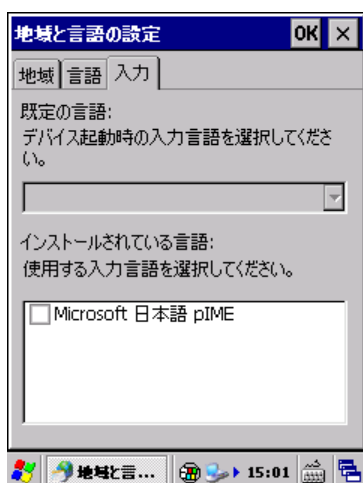 地域と言語の設定 OK ×
地域 言語 入力
既定の言語:
デバイス起動時の入力言語を選択してくださ
い。
インストールされている言語:
使用する入力言語を選択してください。
Microsoft 日本語 pIME
地域と言... 15:01